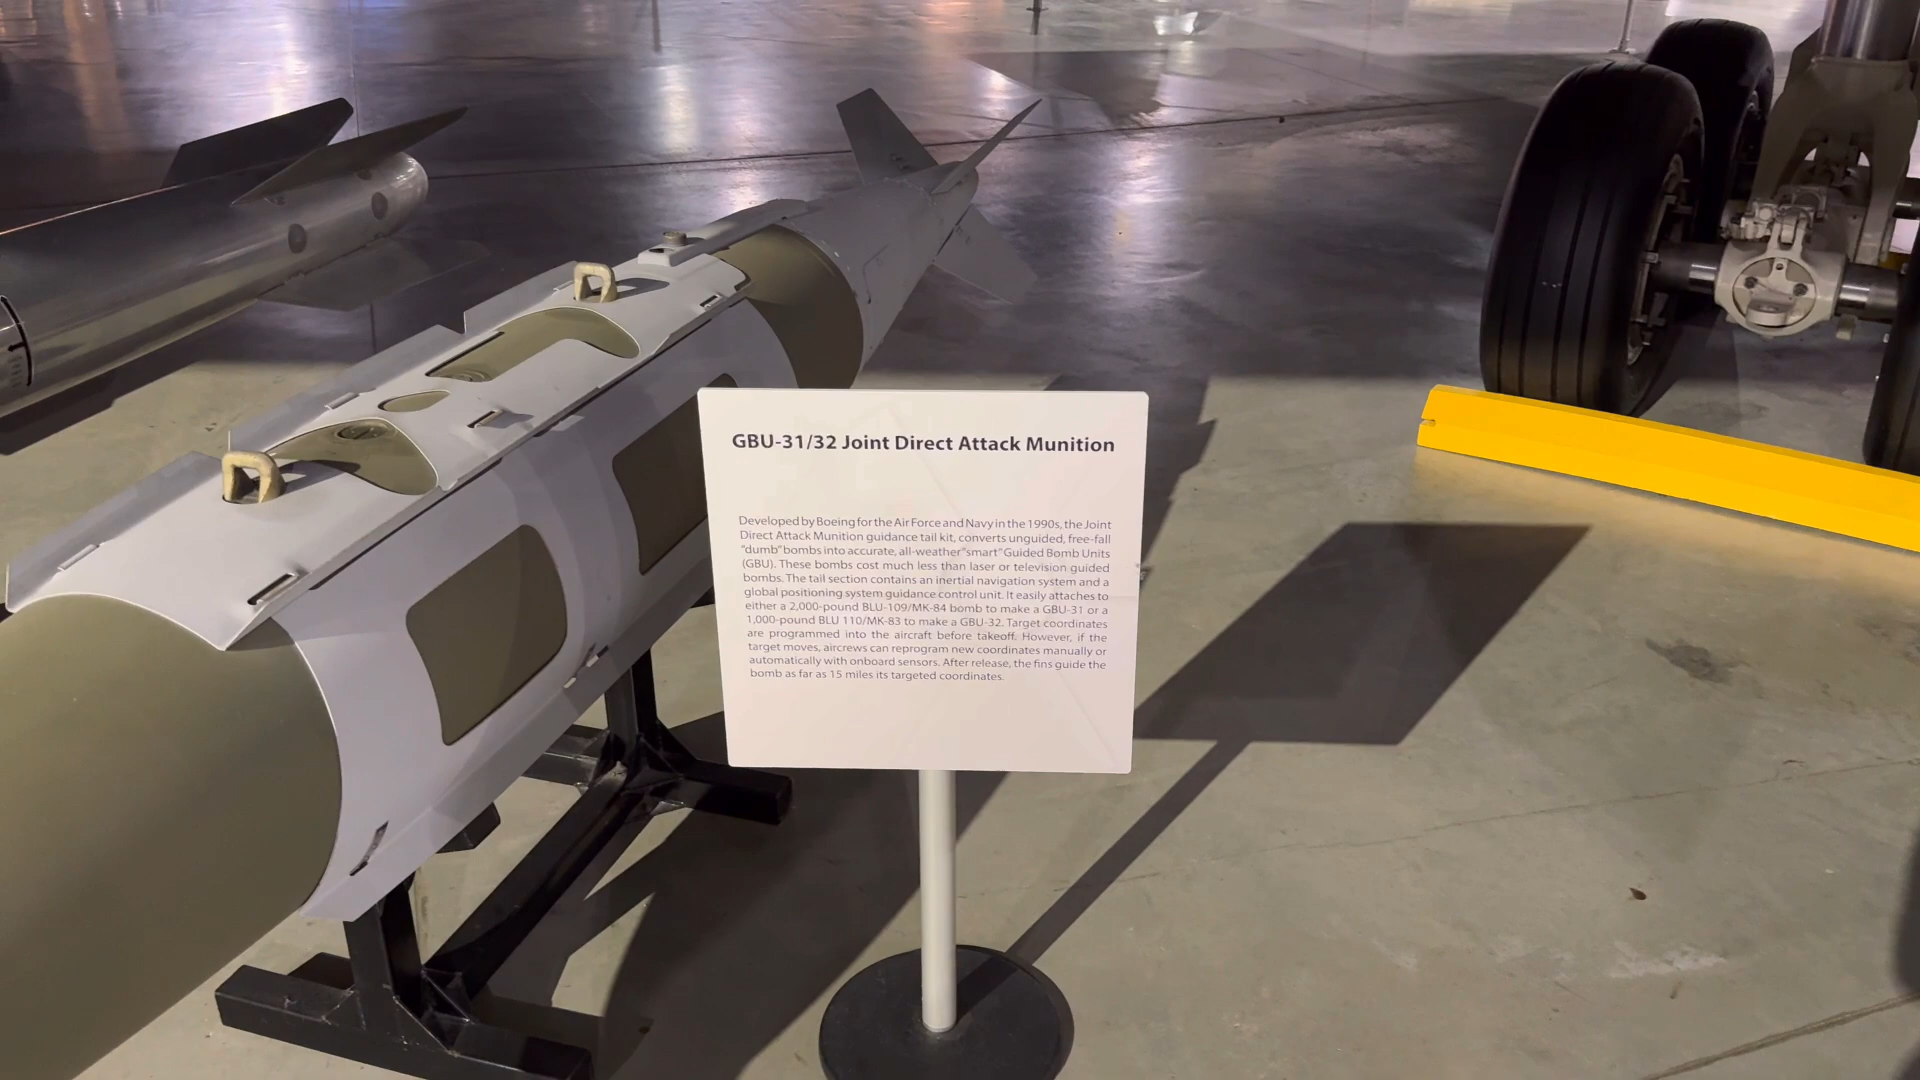 GBU-31/32 Joint Direct Attack Munition
Developed by Boeing for the Air Force and Navy in the 1990s, the Joint
Direct Attack Munition guidance tail kit, converts unguided, free-fall
"dumb" bombs into accurate, all-weather "smart" Guided Bomb Units
(GBU). These bombs cost much less than laser or television guided
bombs. The tail section contains an inertial navigation system and a
global positioning system guidance control unit. It easily attaches to
either a 2,000-pound BLU-109/MK-84 bomb to make a GBU-31 or a
1,000-pound BLU 110/MK-83 to make a GBU-32. Target coordinates
are programmed into the aircraft before takeoff. However, if the
target moves, aircrews can reprogram new coordinates manually or
automatically with onboard sensors. After release, the fins guide the
bomb as far as 15 miles its targeted coordinates.